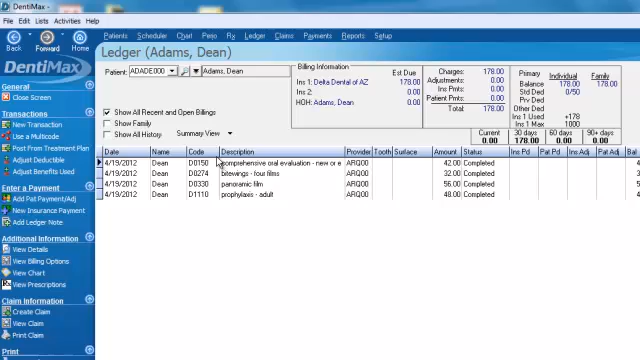 DentiMax
File Edit Lists Activities Help
Back Forward Home
Patients Scheduler Chart Perio Rx Ledger Claims Payments Reports Setup
Ledger (Adams, Dean)
DentiMax
General
Close Screen
Transactions
New Transaction
Use a Multicode
Post From Treatment Plan
Adjust Deductible
Adjust Benefits Used
Enter a Payment
Add Pat Payment/Adj
New Insurance Payment
Add Ledger Note
Additional Information
View Details
View Billing Options
View Chart
View Prescriptions
Claim Information
Create Claim
View Claim
Print Claim
Print
Patient: ADADE000 Adams, Dean
Show All Recent and Open Billings
Show Family
Show All History
Summary View
Billing Information
Est Due
Ins 1: Delta Dental of AZ 178.00
Ins 2: 0.00
HOH: Adams, Dean 0.00
Charges: 178.00
Adjustments: 0.00
Ins Pmts: 0.00
Patient Pmts: 0.00
Total 178.00
Primary Individual Family
Balance 178.00 178.00
Std Ded 0/50
Prv Ded
Other Ded
Ins 1 Used +178
Ins 1 Max 1000
Current 30 days 60 days 90+ days
0.00 178.00 0.00 0.00
Date Name Code Description Provider Tooth Surface Amount Status Ins Pd Pat Pd Ins Adj Pat Adj Bal
4/19/2012 Dean D0150 comprehensive oral evaluation - new or e ARQ00 42.00 Completed
4/19/2012 Dean D0274 bitewings - four films ARQ00 32.00 Completed
4/19/2012 Dean D0330 panoramic film ARQ00 56.00 Completed
4/19/2012 Dean D1110 prophylaxis - adult ARQ00 48.00 Completed